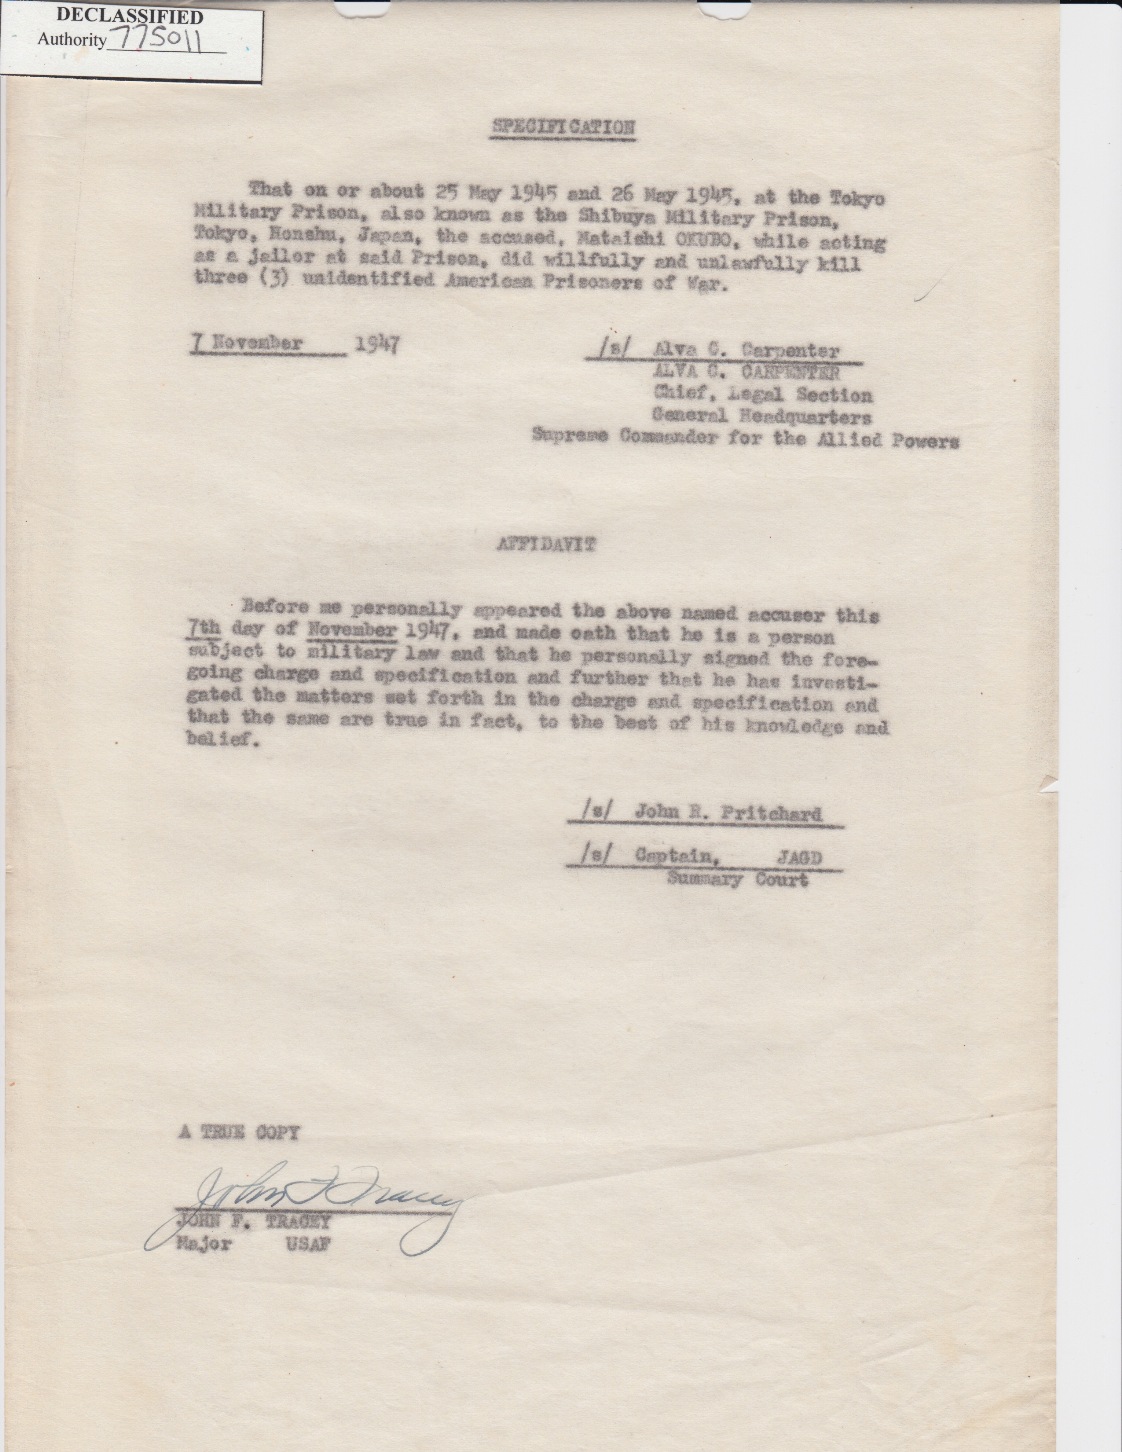 DECLASSIFIED
Authority 775011
SPECIFICATION
That on or about 25 May 1945 and 26 May 1945, at the Tokyo
Military Prison, also known as the Shibuya Military Prison,
Tokyo, Honshu, Japan, the accused, Mataishi OKUBO, while acting
as a jailor at said Prison, did willfully and unlawfully kill
three (3) unidentified American Prisoners of War.
7 November 1947
/s/ Alva C. Carpenter
ALVA C. CARPENTER
Chief, Legal Section
General Headquarters
Supreme Commander for the Allied Powers
AFFIDAVIT
Before me personally appeared the above named accuser this
7th day of November 1947, and made oath that he is a person
subject to military law and that he personally signed the fore-
going charge and specification and further that he has investi-
gated the matters set forth in the charge and specification and
that the same are true in fact, to the best of his knowledge and
belief.
/s/ John R. Pritchard
/s/ Captain, JAGD
Summary Court
A TRUE COPY
John F Tracey
JOHN F. TRACEY
Major USAF